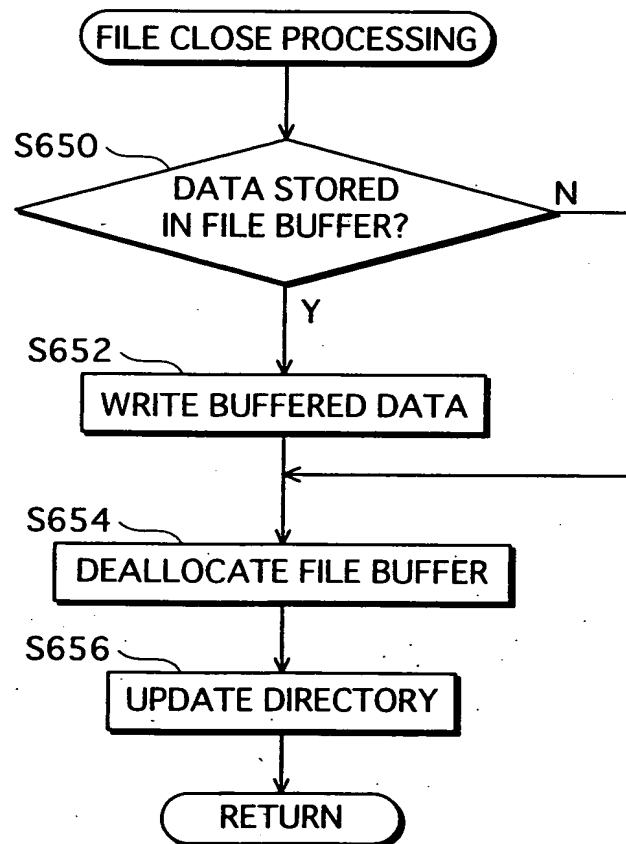 FILE CLOSE PROCESSING
S650
DATA STORED
IN FILE BUFFER?
N
Y
S652
WRITE BUFFERED DATA
S654
DEALLOCATE FILE BUFFER
S656
UPDATE DIRECTORY
RETURN